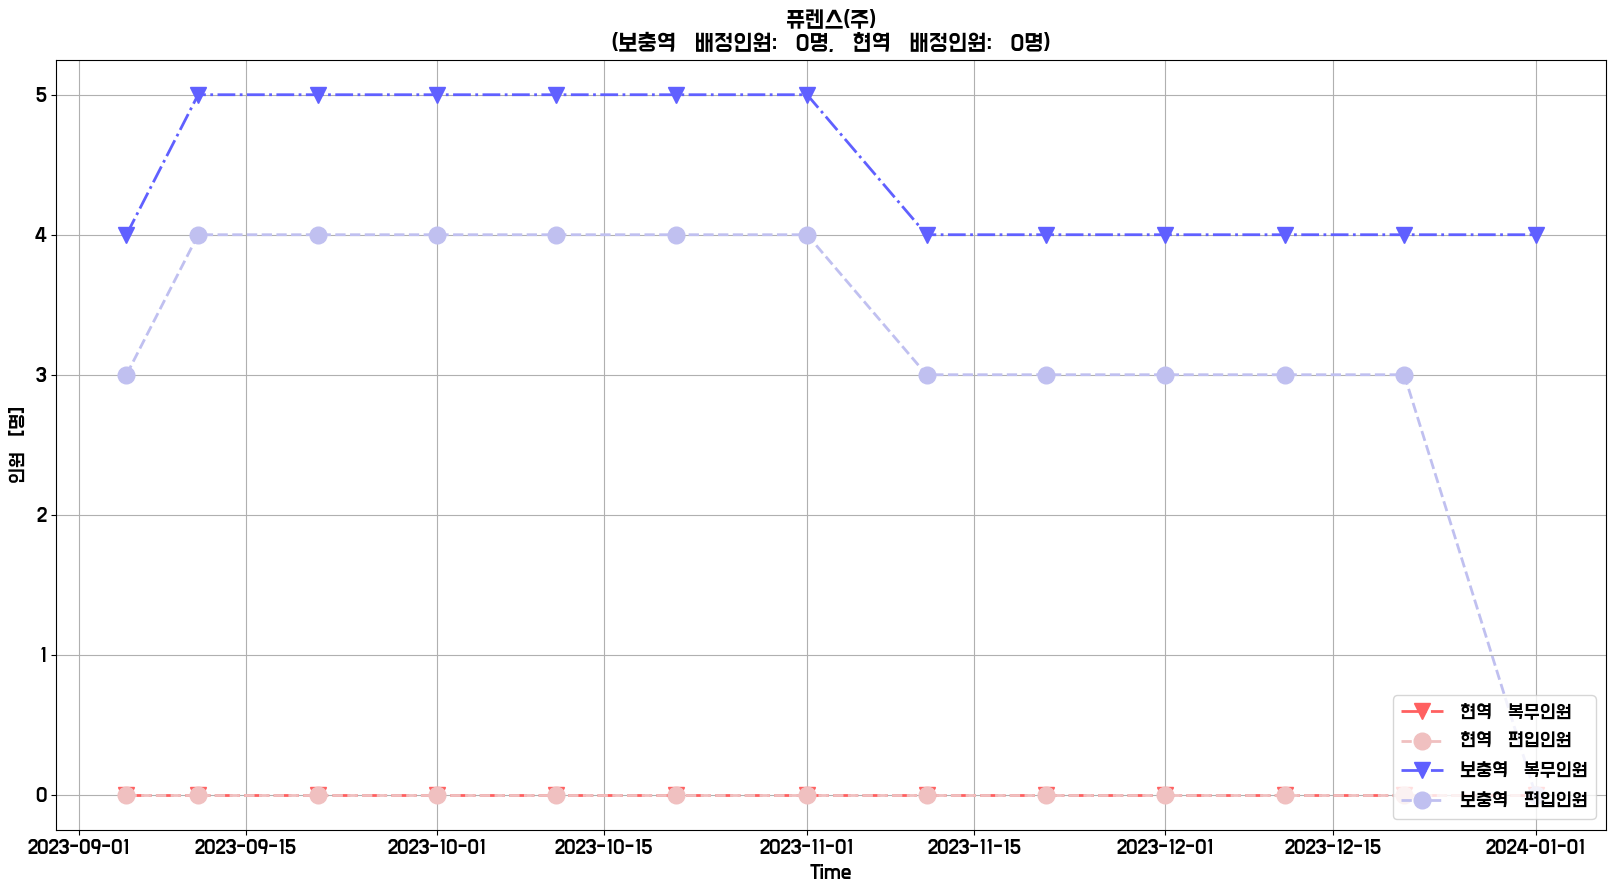 퓨렌스(주)
(보충역 배정인원: 0명, 현역 배정인원: 0명)
인원 [명]
5
4
3
2
1
0
현역 복무인원
현역 편입인원
보충역 복무인원
보충역 편입인원
2023-09-01 2023-09-15 2023-10-01 2023-10-15 2023-11-01 2023-11-15 2023-12-01 2023-12-15 2024-01-01
Time